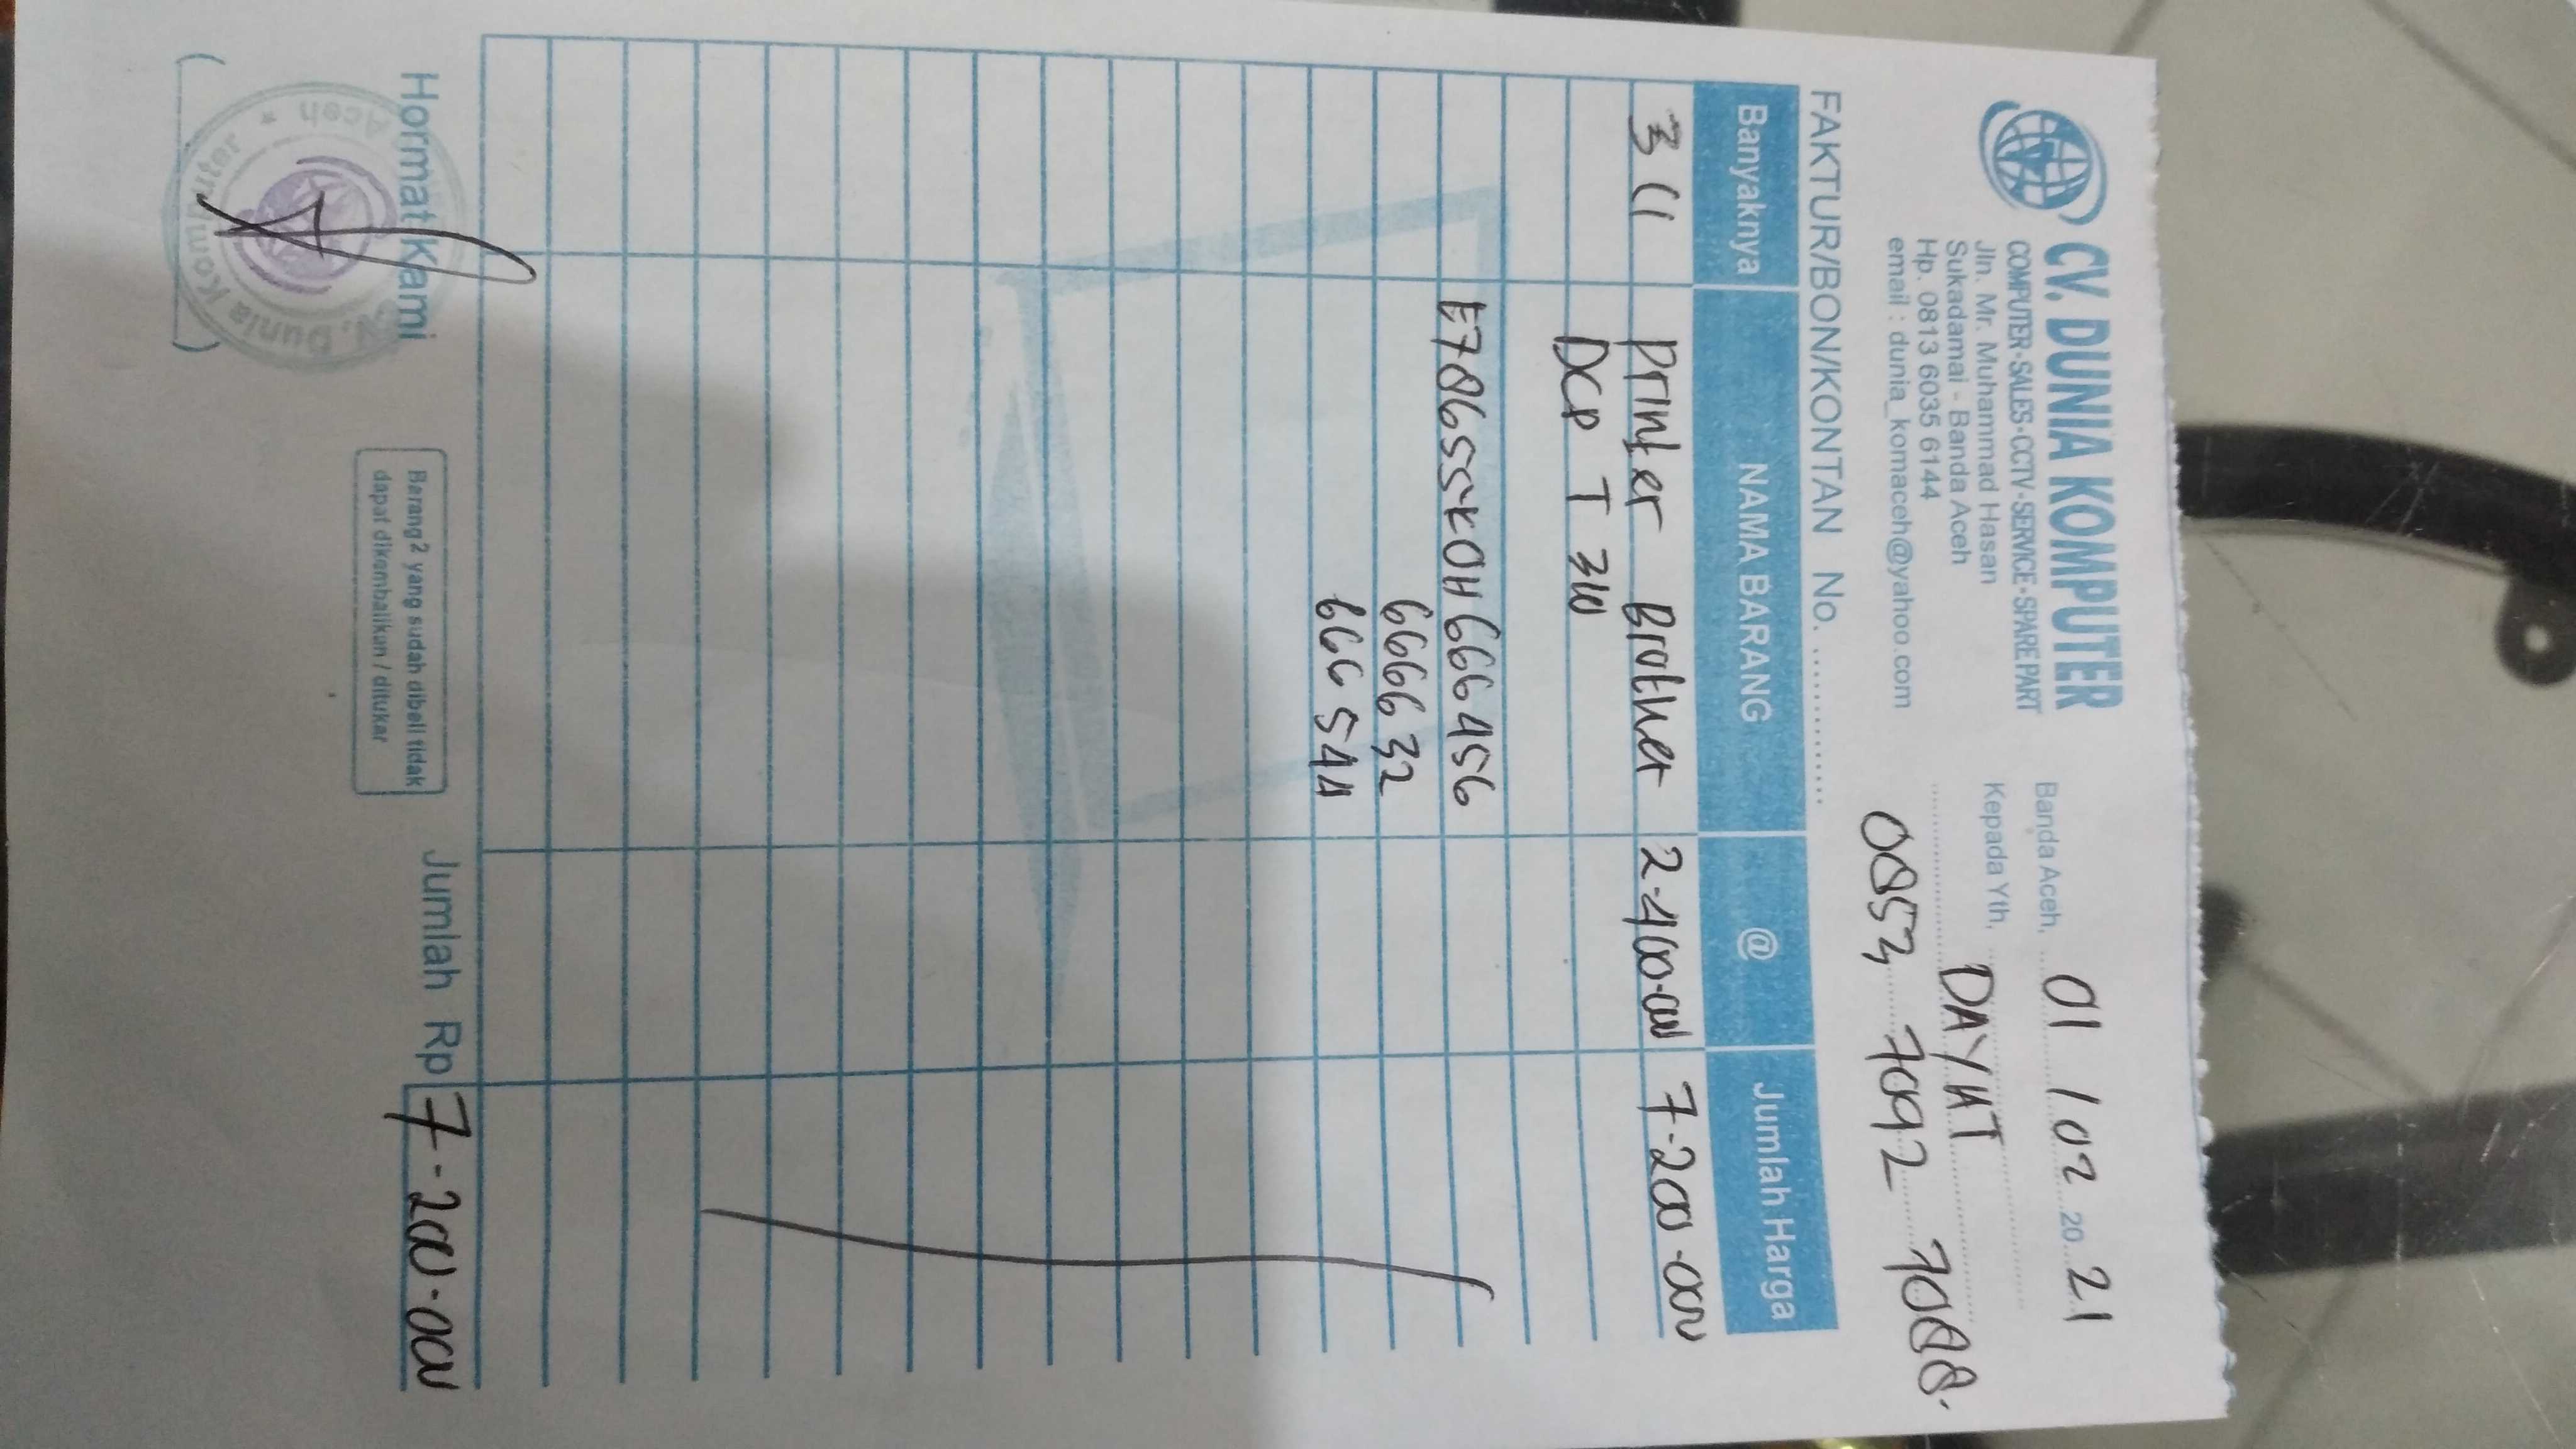 CV. DUNIA KOMPUTER
COMPUTER - SALES - CCTV - SERVICE - SPARE PART
Jln. Mr. Muhammad Hasan
Sukadamai - Banda Aceh
Hp. 0813 6035 6144
email : dunia_komaceh@yahoo.com
Banda Aceh, 01 / 02 20 21
Kepada Yth, DAYAT
0853 7092 7088.
FAKTUR/BON/KONTAN No. ............
Banyaknya NAMA BARANG @ Jumlah Harga
3 Printer Brother 2.400.000 7.200.000
DCP T 310
E78065SK0H6666456
666632
666544
Hormat Kami
CV. Dunia Komputer
* Aceh *
Barang2 yang sudah dibeli tidak
dapat dikembalikan / ditukar
Jumlah Rp 7.200.000